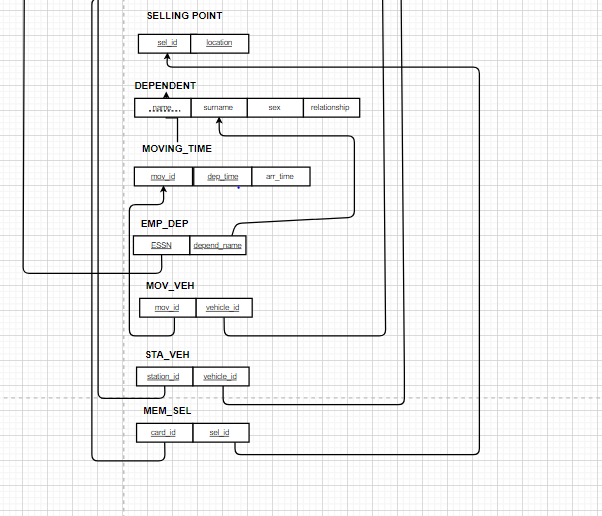 SELLING POINT
sel_id location
DEPENDENT
name surname sex relationship
MOVING_TIME
mov_id dep_time arr_time
EMP_DEP
ESSN depend_name
MOV_VEH
mov_id vehicle_id
STA_VEH
station_id vehicle_id
MEM_SEL
card_id sel_id